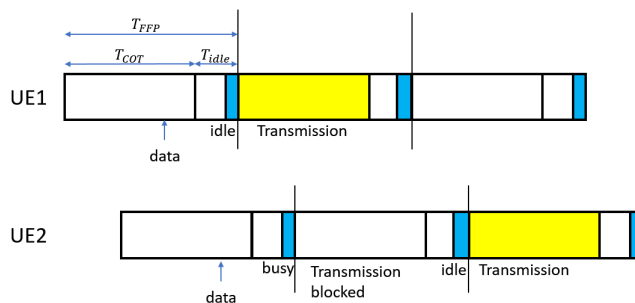 T_FFP
T_COT T_idle
UE1
idle Transmission
data
UE2
busy Transmission blocked idle Transmission
data